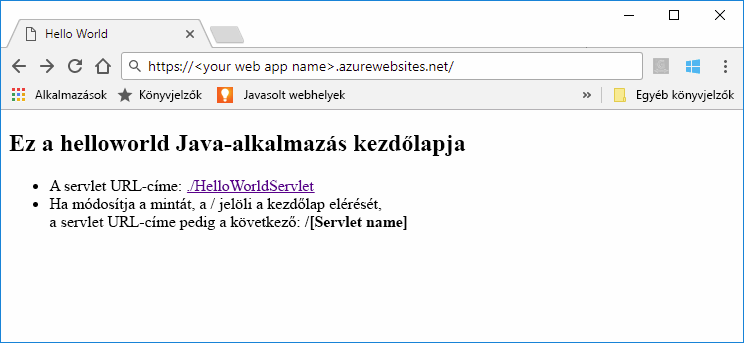 Hello World
https://<your web app name>.azurewebsites.net/
Alkalmazások Könyvjelzők Javasolt webhelyek » Egyéb könyvjelzők
Ez a helloworld Java-alkalmazás kezdőlapja
• A servlet URL-címe: ./HelloWorldServlet
• Ha módosítja a mintát, a / jelöli a kezdőlap elérését,
a servlet URL-címe pedig a következő: /[Servlet name]